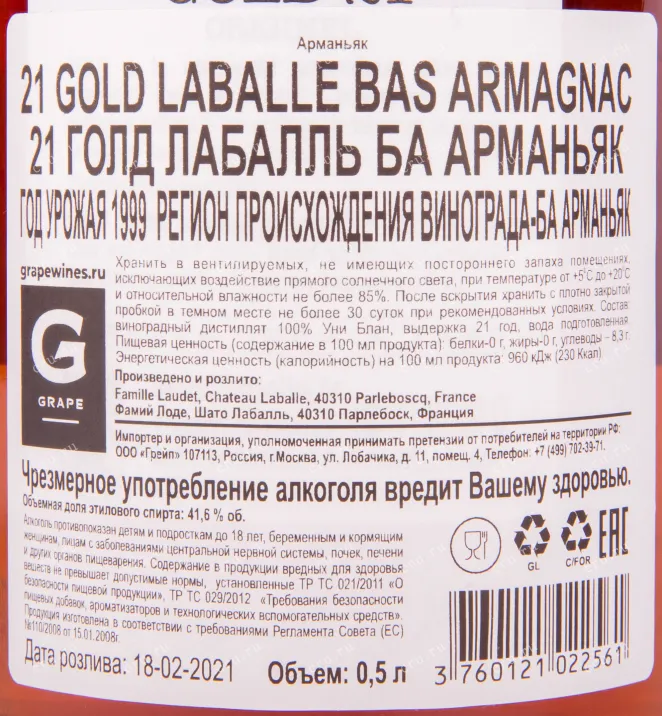 Арманьяк
21 GOLD LABALLE BAS ARMAGNAC
21 ГОЛД ЛАБАЛЛЬ БА АРМАНЬЯК
ГОД УРОЖАЯ 1999 РЕГИОН ПРОИСХОЖДЕНИЯ ВИНОГРАДА-БА АРМАНЬЯК
grapewines.ru
Хранить в вентилируемых, не имеющих постороннего запаха помещениях,
исключающих воздействие прямого солнечного света, при температуре от +5°С до +20°С
и относительной влажности не более 85%. После вскрытия хранить с плотно закрытой
пробкой в темном месте не более 30 суток при рекомендованных условиях. Состав:
виноградный дистиллят 100% Уни Блан, выдержка 21 год, вода подготовленная.
Пищевая ценность (содержание в 100 мл продукта): белки-0 г, жиры-0 г, углеводы – 8,3 г.
Энергетическая ценность (калорийность) на 100 мл продукта: 960 кДж (230 Ккал)
G
GRAPE
Произведено и розлито:
Famille Laudet, Chateau Laballe, 40310 Parleboscq, France
Фамий Лоде, Шато Лабалль, 40310 Парлебоск, Франция
Импортер и организация, уполномоченная принимать претензии от потребителей на территории РФ:
ООО «Грейп» 107113, Россия, г.Москва, ул. Лобачика, д. 11, помещ. 4, Телефон: +7 (499) 702-39-71.
Чрезмерное употребление алкоголя вредит Вашему здоровью.
Объемная доля этилового спирта: 41,6 % об.
Алкоголь противопоказан детям и подросткам до 18 лет, беременным и кормящим
женщинам, лицам с заболеваниями центральной нервной системы, почек, печени
и других органов пищеварения. Содержание в продукции вредных для здоровья
веществ не превышает допустимые нормы, установленные ТР ТС 021/2011 «О
безопасности пищевой продукции», ТР ТС 029/2012 «Требования безопасности
пищевых добавок, ароматизаторов и технологических вспомогательных средств».
Продукция изготовлена в соответствии с требованиями Регламента Совета (ЕС)
№110/2008 от 15.01.2008г.
GL
C/FOR
EAC
Дата розлива: 18-02-2021
Объем: 0,5 л
3 760121 022561